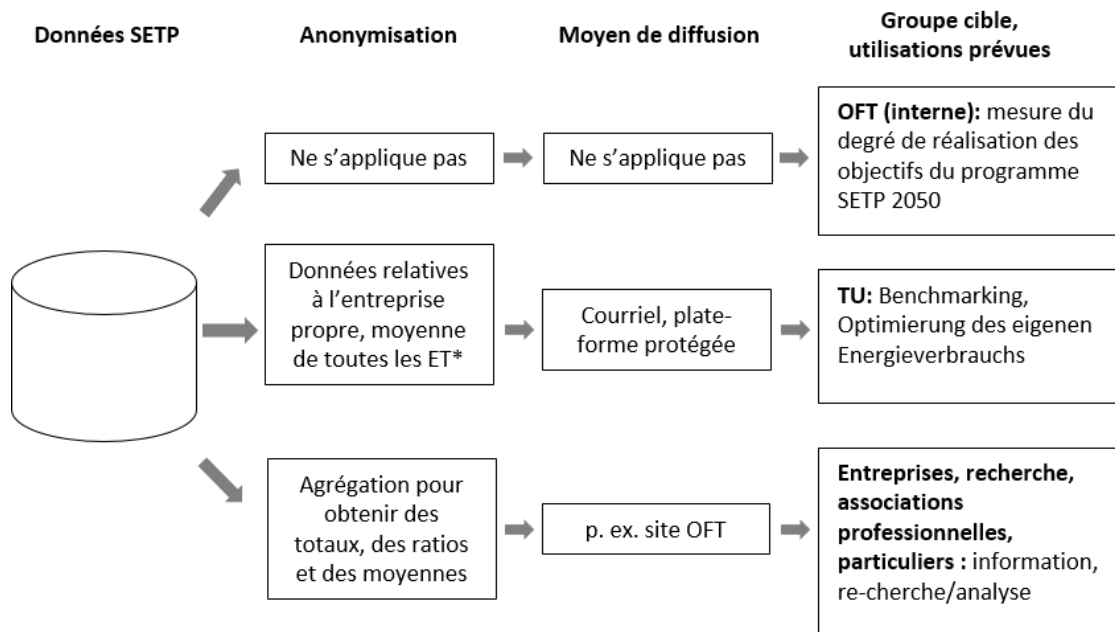 Données SETP
Anonymisation
Moyen de diffusion
Groupe cible,
utilisations prévues
Ne s’applique pas
Ne s’applique pas
OFT (interne): mesure du
degré de réalisation des
objectifs du programme
SETP 2050
Données relatives
à l’entreprise
propre, moyenne
de toutes les ET*
Courriel, plate-
forme protégée
TU: Benchmarking,
Optimierung des eigenen
Energieverbrauchs
Agrégation pour
obtenir des
totaux, des ratios
et des moyennes
p. ex. site OFT
Entreprises, recherche,
associations
professionnelles,
particuliers : information,
re-cherche/analyse